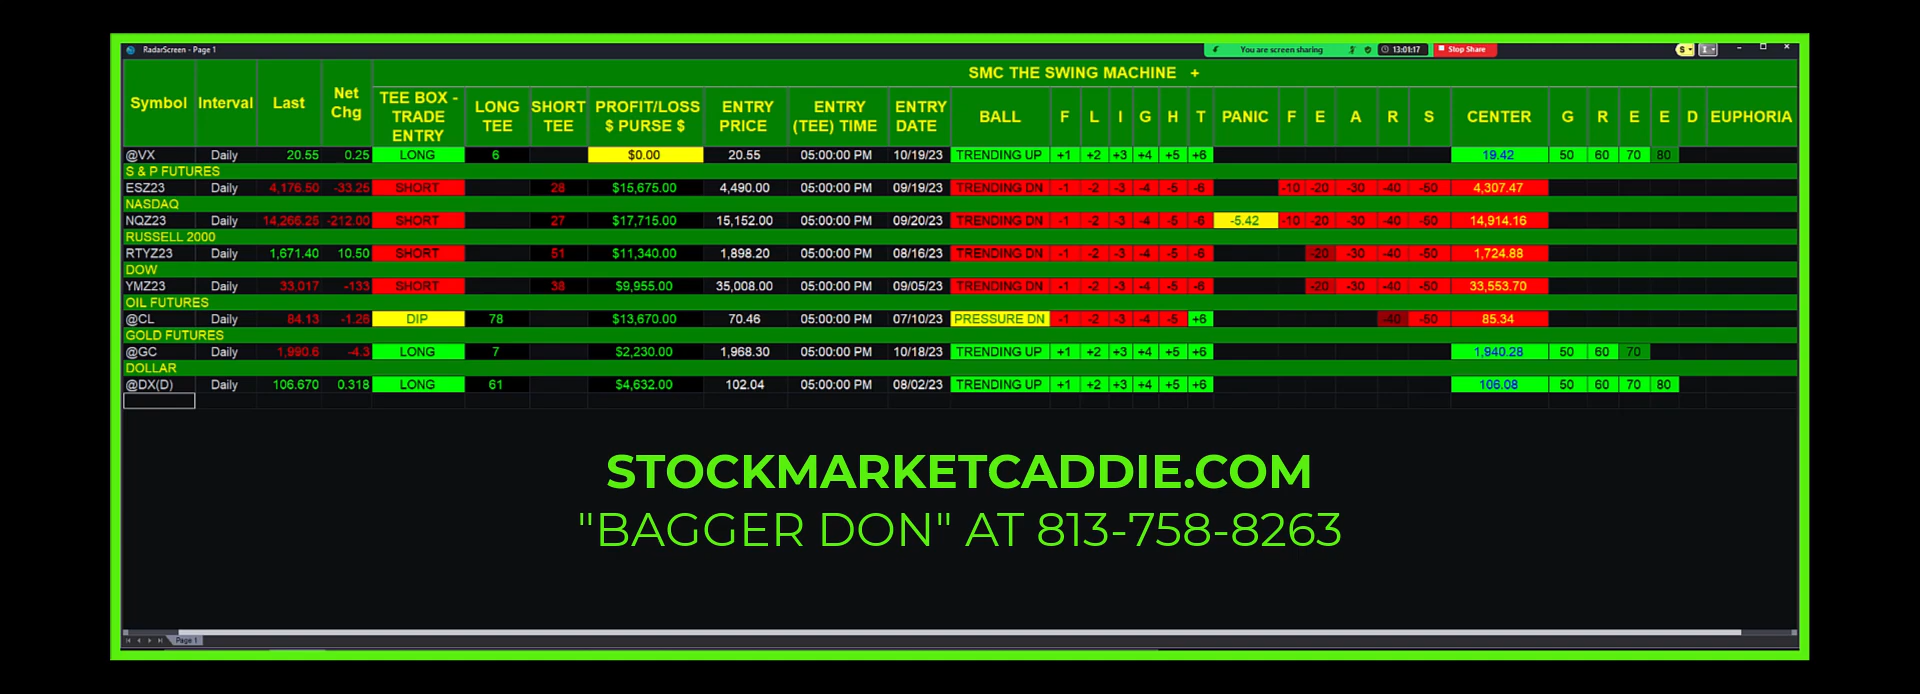 RadarScreen - Page 1
You are screen sharing 13:01:17 Stop Share
SMC THE SWING MACHINE +
Symbol Interval Last Net Chg TEE BOX - TRADE ENTRY LONG TEE SHORT TEE PROFIT/LOSS $ PURSE $ ENTRY PRICE ENTRY (TEE) TIME ENTRY DATE BALL F L I G H T PANIC F E A R S CENTER G R E E D EUPHORIA
@VX Daily 20.55 0.25 LONG 6 $0.00 20.55 05:00:00 PM 10/19/23 TRENDING UP +1 +2 +3 +4 +5 +6 19.42 50 60 70 80
S & P FUTURES
ESZ23 Daily 4,176.50 -33.25 SHORT 28 $15,675.00 4,490.00 05:00:00 PM 09/19/23 TRENDING DN -1 -2 -3 -4 -5 -6 -10 -20 -30 -40 -50 4,307.47
NASDAQ
NQZ23 Daily 14,266.25 -212.00 SHORT 27 $17,715.00 15,152.00 05:00:00 PM 09/20/23 TRENDING DN -1 -2 -3 -4 -5 -6 -5.42 -10 -20 -30 -40 -50 14,914.16
RUSSELL 2000
RTYZ23 Daily 1,671.40 10.50 SHORT 51 $11,340.00 1,898.20 05:00:00 PM 08/16/23 TRENDING DN -1 -2 -3 -4 -5 -6 -20 -30 -40 -50 1,724.88
DOW
YMZ23 Daily 33,017 -133 SHORT 38 $9,955.00 35,008.00 05:00:00 PM 09/05/23 TRENDING DN -1 -2 -3 -4 -5 -6 -20 -30 -40 -50 33,553.70
OIL FUTURES
@CL Daily 84.13 -1.26 DIP 78 $13,670.00 70.46 05:00:00 PM 07/10/23 PRESSURE DN -1 -2 -3 -4 -5 +6 -40 -50 85.34
GOLD FUTURES
@GC Daily 1,990.6 -4.3 LONG 7 $2,230.00 1,968.30 05:00:00 PM 10/18/23 TRENDING UP +1 +2 +3 +4 +5 +6 1,940.28 50 60 70
DOLLAR
@DX(D) Daily 106.670 0.318 LONG 61 $4,632.00 102.04 05:00:00 PM 08/02/23 TRENDING UP +1 +2 +3 +4 +5 +6 106.08 50 60 70 80
STOCKMARKETCADDIE.COM
"BAGGER DON" AT 813-758-8263
Page 1